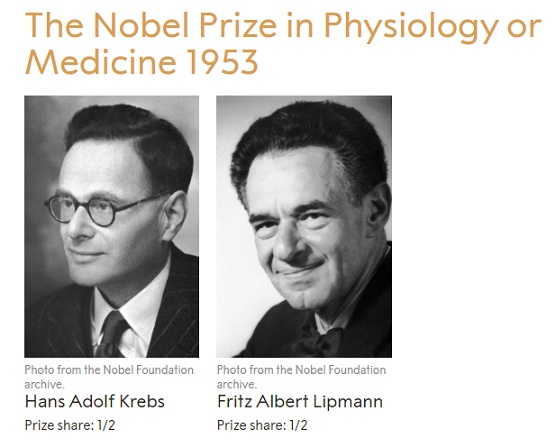 The Nobel Prize in Physiology or
Medicine 1953
Photo from the Nobel Foundation
archive.
Hans Adolf Krebs
Prize share: 1/2
Photo from the Nobel Foundation
archive.
Fritz Albert Lipmann
Prize share: 1/2